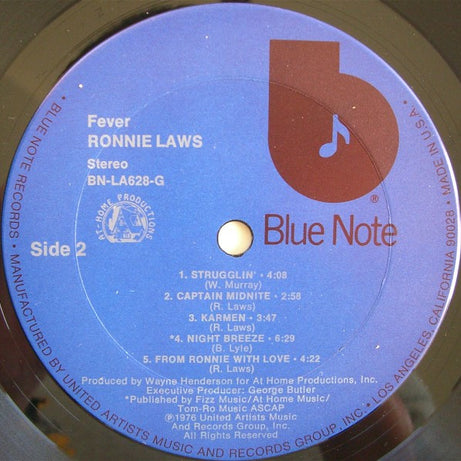 Fever
RONNIE LAWS
Stereo
BN-LA628-G
AT-HOME PRODUCTIONS
Side 2
®
Blue Note
1. STRUGGLIN' • 4:08
(W. Murray)
2. CAPTAIN MIDNITE • 2:58
(R. Laws)
3. KARMEN • 3:47
(R. Laws)
*4. NIGHT BREEZE • 6:29
(B. Lyle)
5. FROM RONNIE WITH LOVE • 4:22
(R. Laws)
Produced by Wayne Henderson for At Home Productions, Inc.
Executive Producer: George Butler
*Published by Fizz Music/At Home Music/
Tom-Ro Music ASCAP
℗1976 United Artists Music
And Records Group, Inc.
All Rights Reserved
• BLUE NOTE RECORDS • MANUFACTURED BY UNITED ARTISTS MUSIC AND RECORDS GROUP, INC. • LOS ANGELES, CALIFORNIA 90028 • MADE IN U.S.A. •